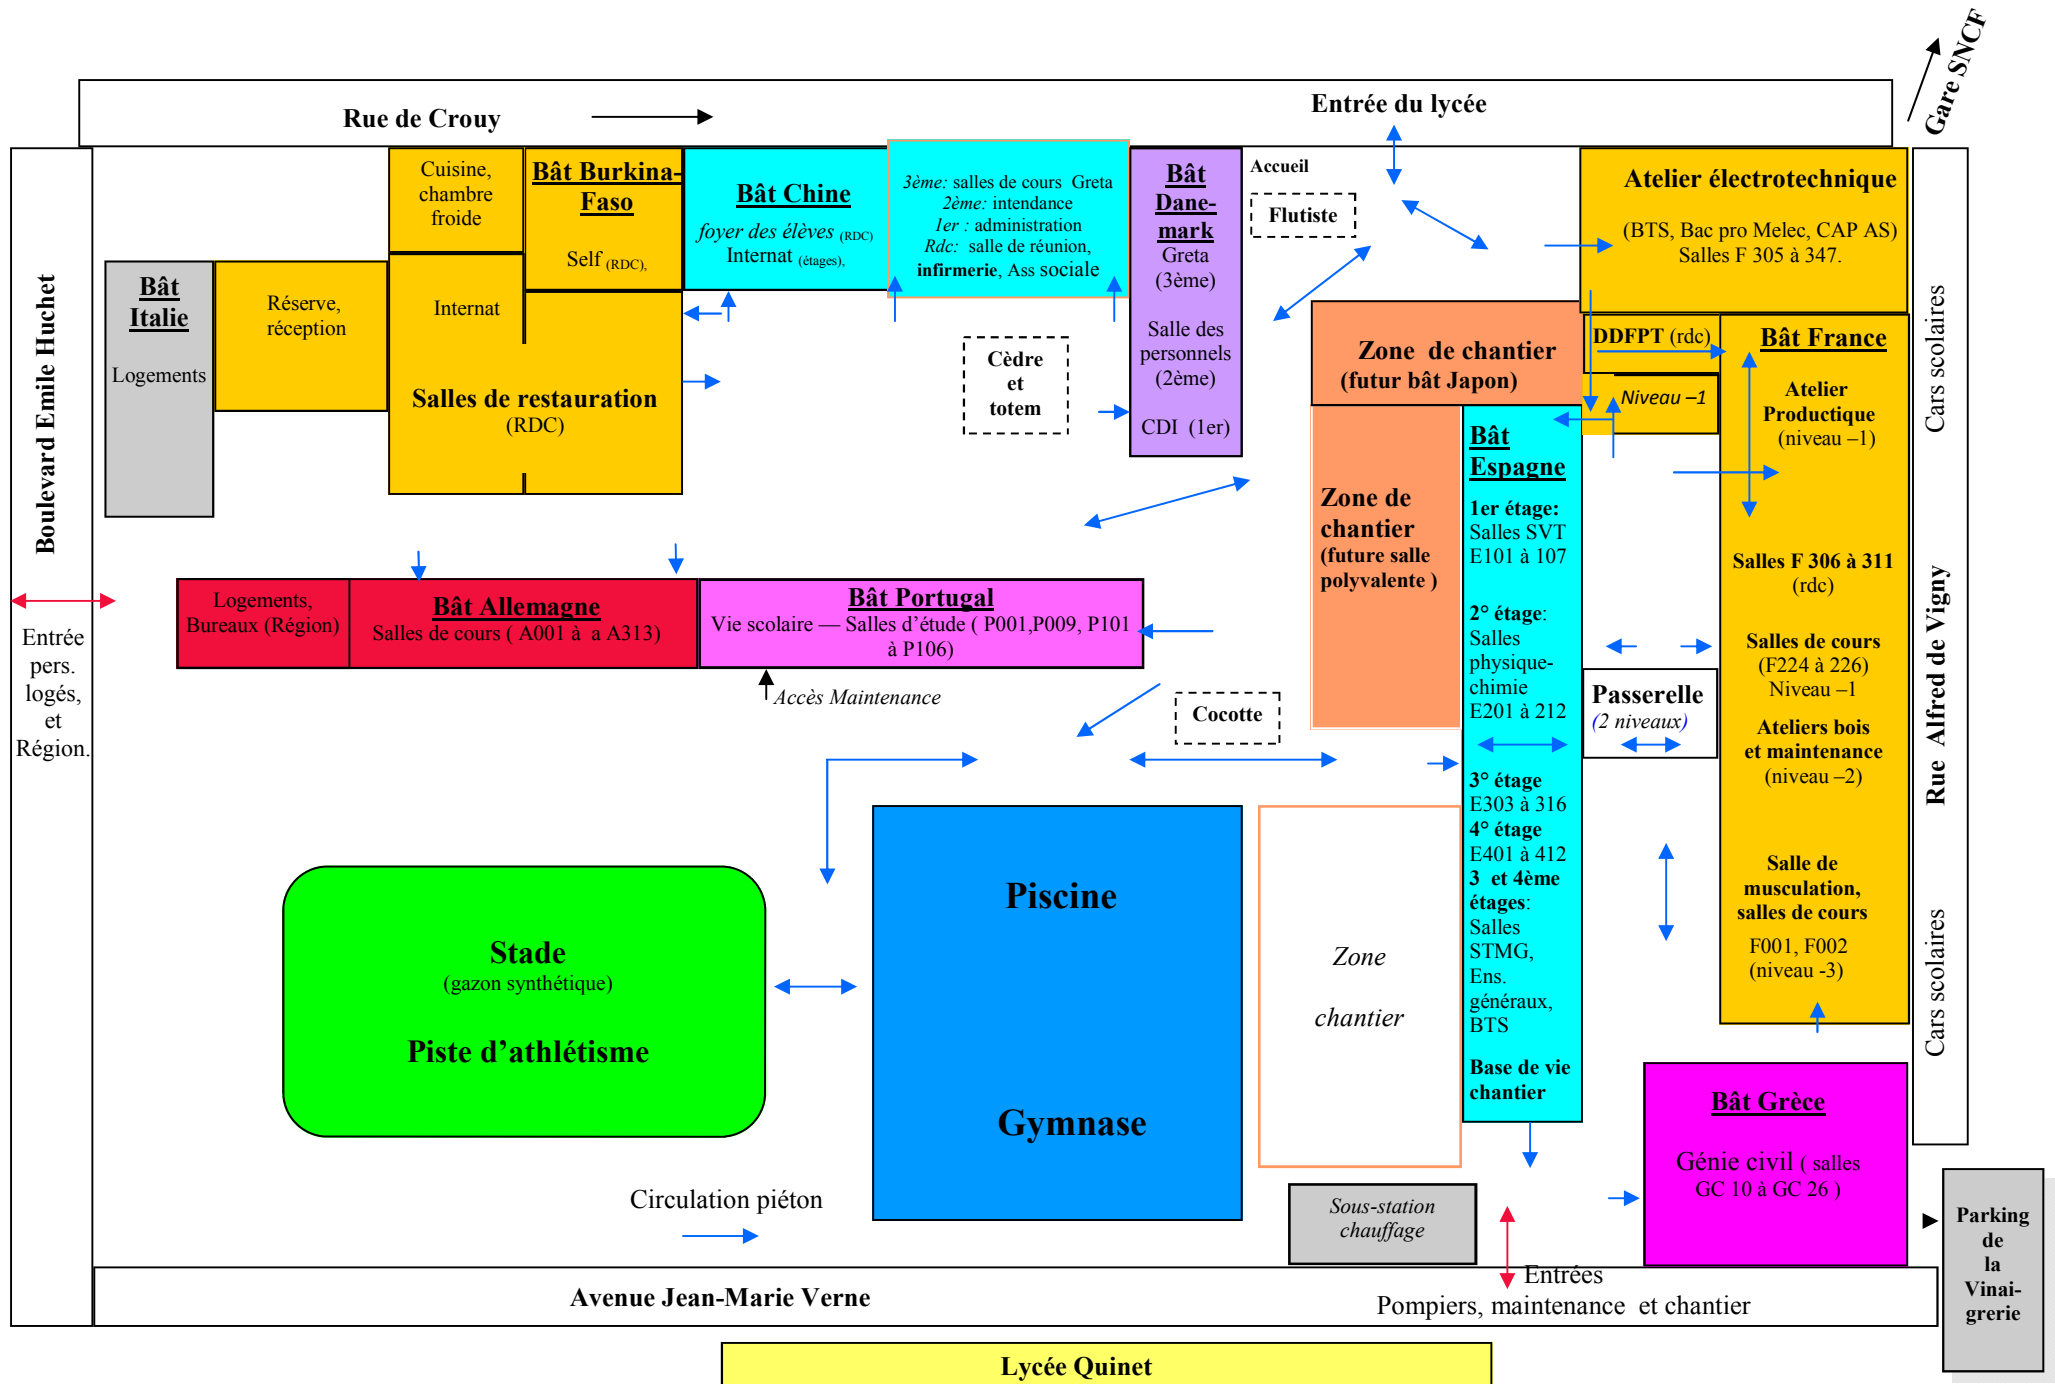 Gare SNCF
Rue de Crouy
Entrée du lycée
Boulevard Emile Huchet
Cuisine,
chambre
froide
Bât Burkina-
Faso
Self (RDC),
Bât Chine
foyer des élèves (RDC)
Internat (étages),
3ème: salles de cours Greta
2ème: intendance
1er : administration
Rdc: salle de réunion,
infirmerie, Ass sociale
Bât
Dane-
mark
Greta
(3ème)
Salle des
personnels
(2ème)
CDI (1er)
Accueil
Flutiste
Atelier électrotechnique
(BTS, Bac pro Melec, CAP AS)
Salles F 305 à 347.
Bât
Italie
Logements
Réserve,
réception
Internat
Salles de restauration
(RDC)
Cèdre
et
totem
Zone de chantier
(futur bât Japon)
DDFPT (rdc)
Niveau –1
Bât France
Atelier
Productique
(niveau –1)
Salles F 306 à 311
(rdc)
Salles de cours
(F224 à 226)
Niveau –1
Ateliers bois
et maintenance
(niveau –2)
Salle de
musculation,
salles de cours
F001, F002
(niveau -3)
Cars scolaires
Rue Alfred de Vigny
Cars scolaires
Zone de
chantier
(future salle
polyvalente )
Bât
Espagne
1er étage:
Salles SVT
E101 à 107
2° étage:
Salles
physique-
chimie
E201 à 212
3° étage
E303 à 316
4° étage
E401 à 412
3 et 4ème
étages:
Salles
STMG,
Ens.
généraux,
BTS
Base de vie
chantier
Passerelle
(2 niveaux)
Entrée
pers.
logés,
et
Région.
Logements,
Bureaux (Région)
Bât Allemagne
Salles de cours ( A001 à a A313)
Bât Portugal
Vie scolaire — Salles d’étude ( P001,P009, P101
à P106)
Accès Maintenance
Cocotte
Stade
(gazon synthétique)
Piste d’athlétisme
Piscine
Gymnase
Zone
chantier
Bât Grèce
Génie civil ( salles
GC 10 à GC 26 )
Circulation piéton
Sous-station
chauffage
Parking
de
la
Vinai-
grerie
Entrées
Pompiers, maintenance et chantier
Avenue Jean-Marie Verne
Lycée Quinet